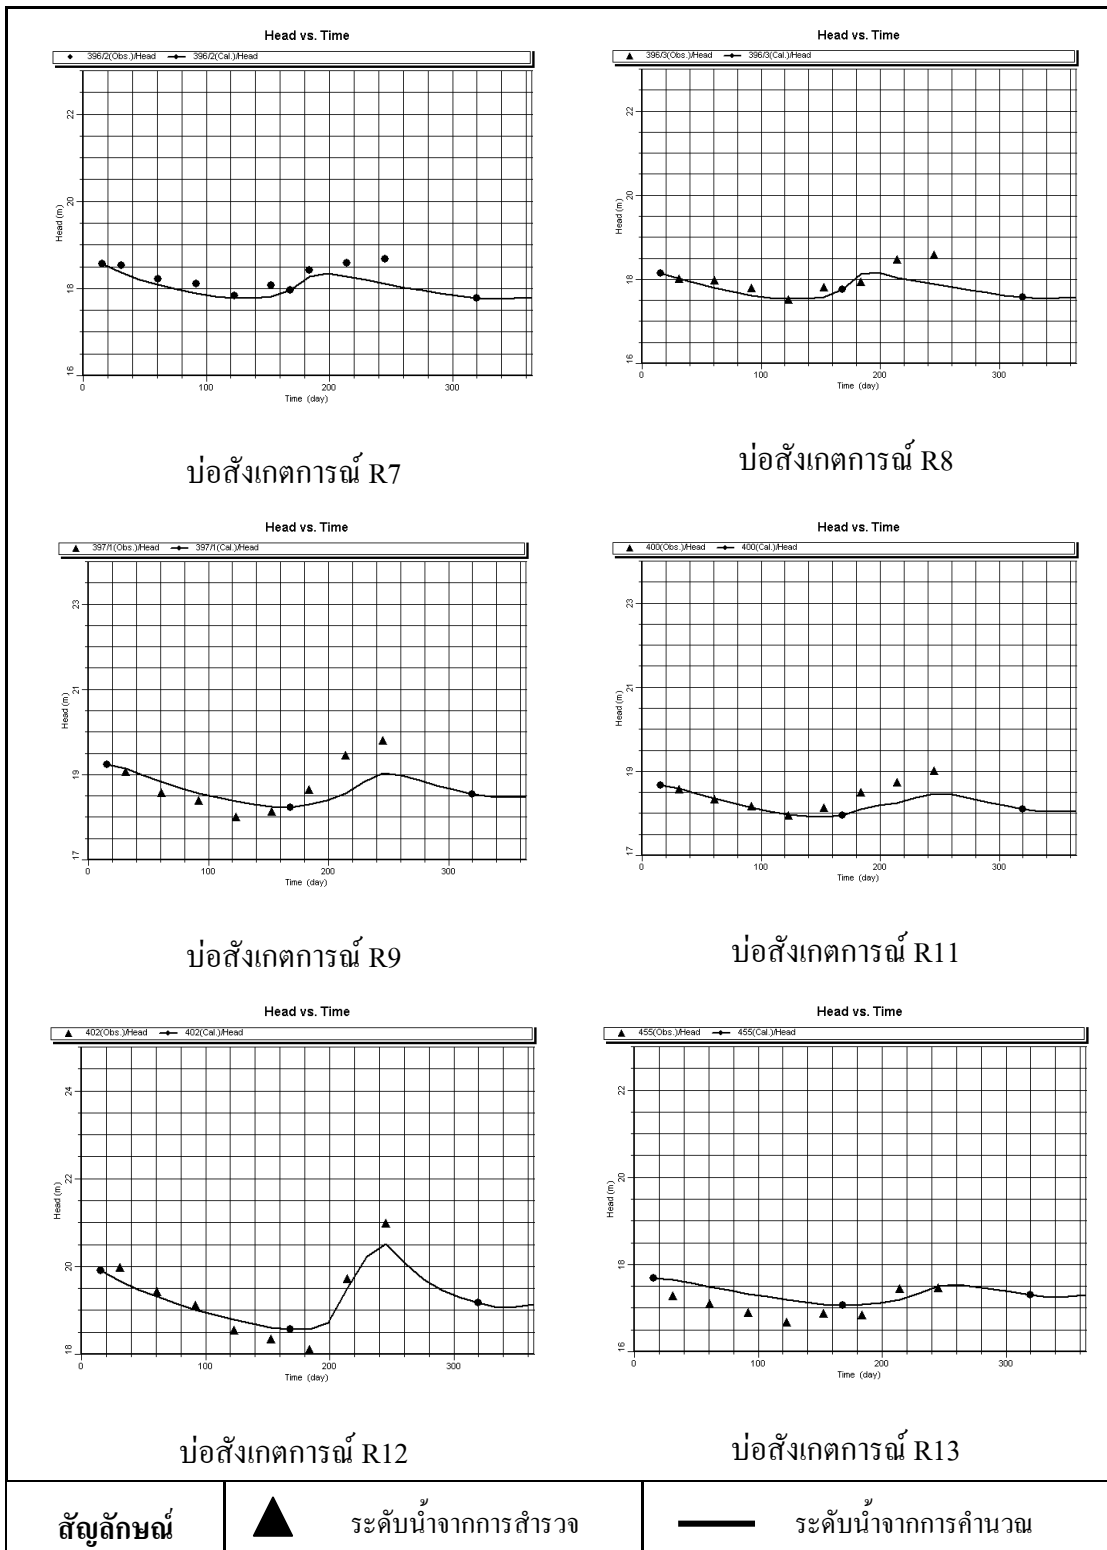 Head vs. Time
396/2(Obs.)/Head 396/2(Cal.)/Head
22
20
18
16
Head (m)
0 100 200 300
Time (day)
บ่อสังเกตการณ์ R7
Head vs. Time
396/3(Obs.)/Head 396/3(Cal.)/Head
22
20
18
16
Head (m)
0 100 200 300
Time (day)
บ่อสังเกตการณ์ R8
Head vs. Time
397/1(Obs.)/Head 397/1(Cal.)/Head
23
21
19
17
Head (m)
0 100 200 300
Time (day)
บ่อสังเกตการณ์ R9
Head vs. Time
400(Obs.)/Head 400(Cal.)/Head
23
21
19
17
Head (m)
0 100 200 300
Time (day)
บ่อสังเกตการณ์ R11
Head vs. Time
402(Obs.)/Head 402(Cal.)/Head
24
22
20
18
Head (m)
0 100 200 300
Time (day)
บ่อสังเกตการณ์ R12
Head vs. Time
455(Obs.)/Head 455(Cal.)/Head
22
20
18
16
Head (m)
0 100 200 300
Time (day)
บ่อสังเกตการณ์ R13
สัญลักษณ์ ระดับน้ำจากการสำรวจ ระดับน้ำจากการคำนวณ